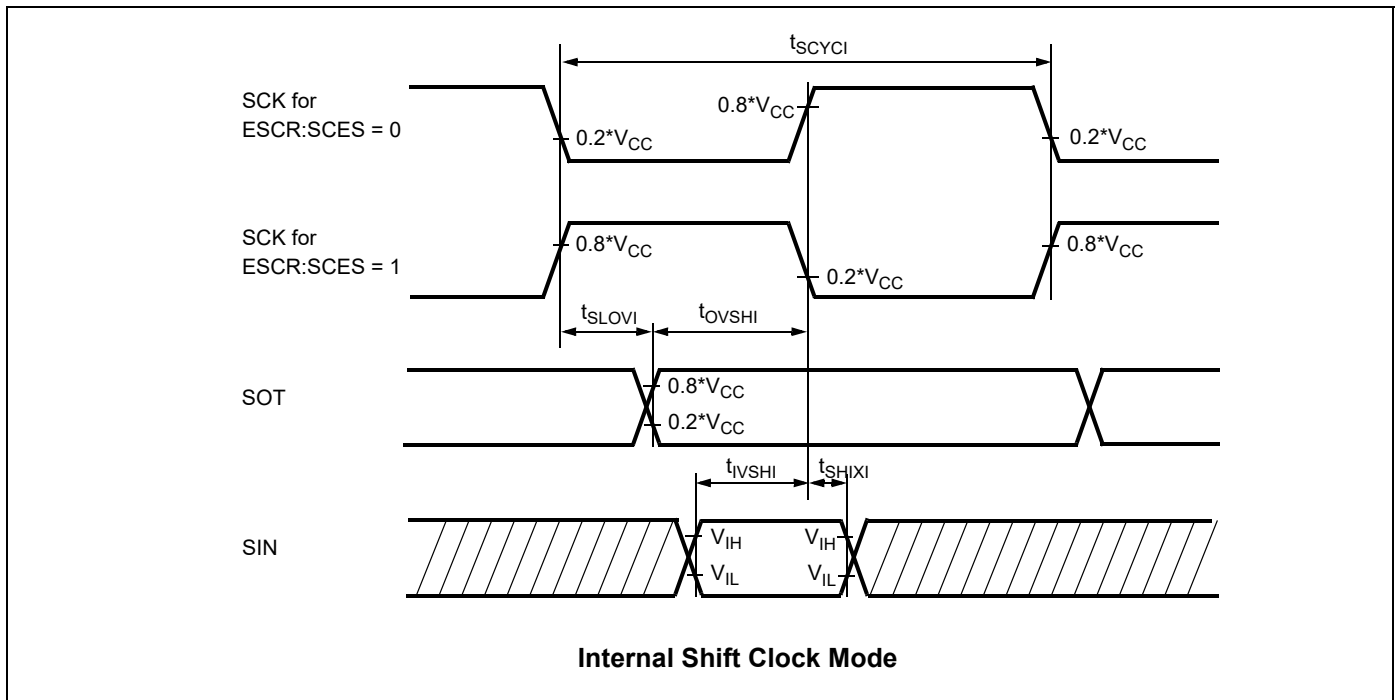 tSCYCI
SCK for
ESCR:SCES = 0
0.8*VCC
0.2*VCC
0.2*VCC
SCK for
ESCR:SCES = 1
0.8*VCC
0.8*VCC
0.2*VCC
tSLOVI
tOVSHI
SOT
0.8*VCC
0.2*VCC
tIVSHI
tSHIXI
SIN
VIH
VIH
VIL
VIL
Internal Shift Clock Mode